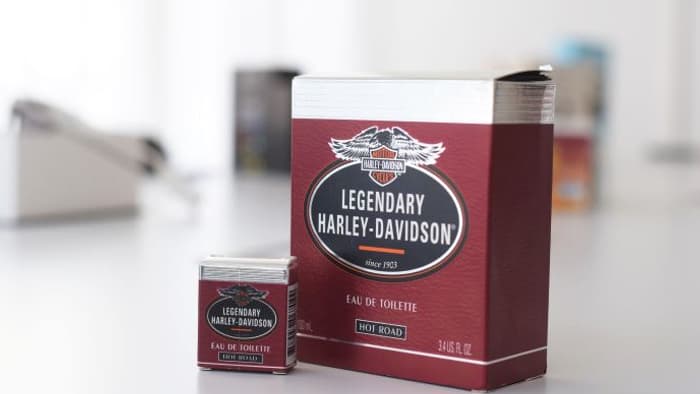 HARLEY-DAVIDSON
LEGENDARY
HARLEY-DAVIDSON®
since 1903
EAU DE TOILETTE
HOT ROAD
3.4 US FL. OZ.
LEGENDARY
HARLEY-DAVIDSON
EAU DE TOILETTE
HOT ROAD